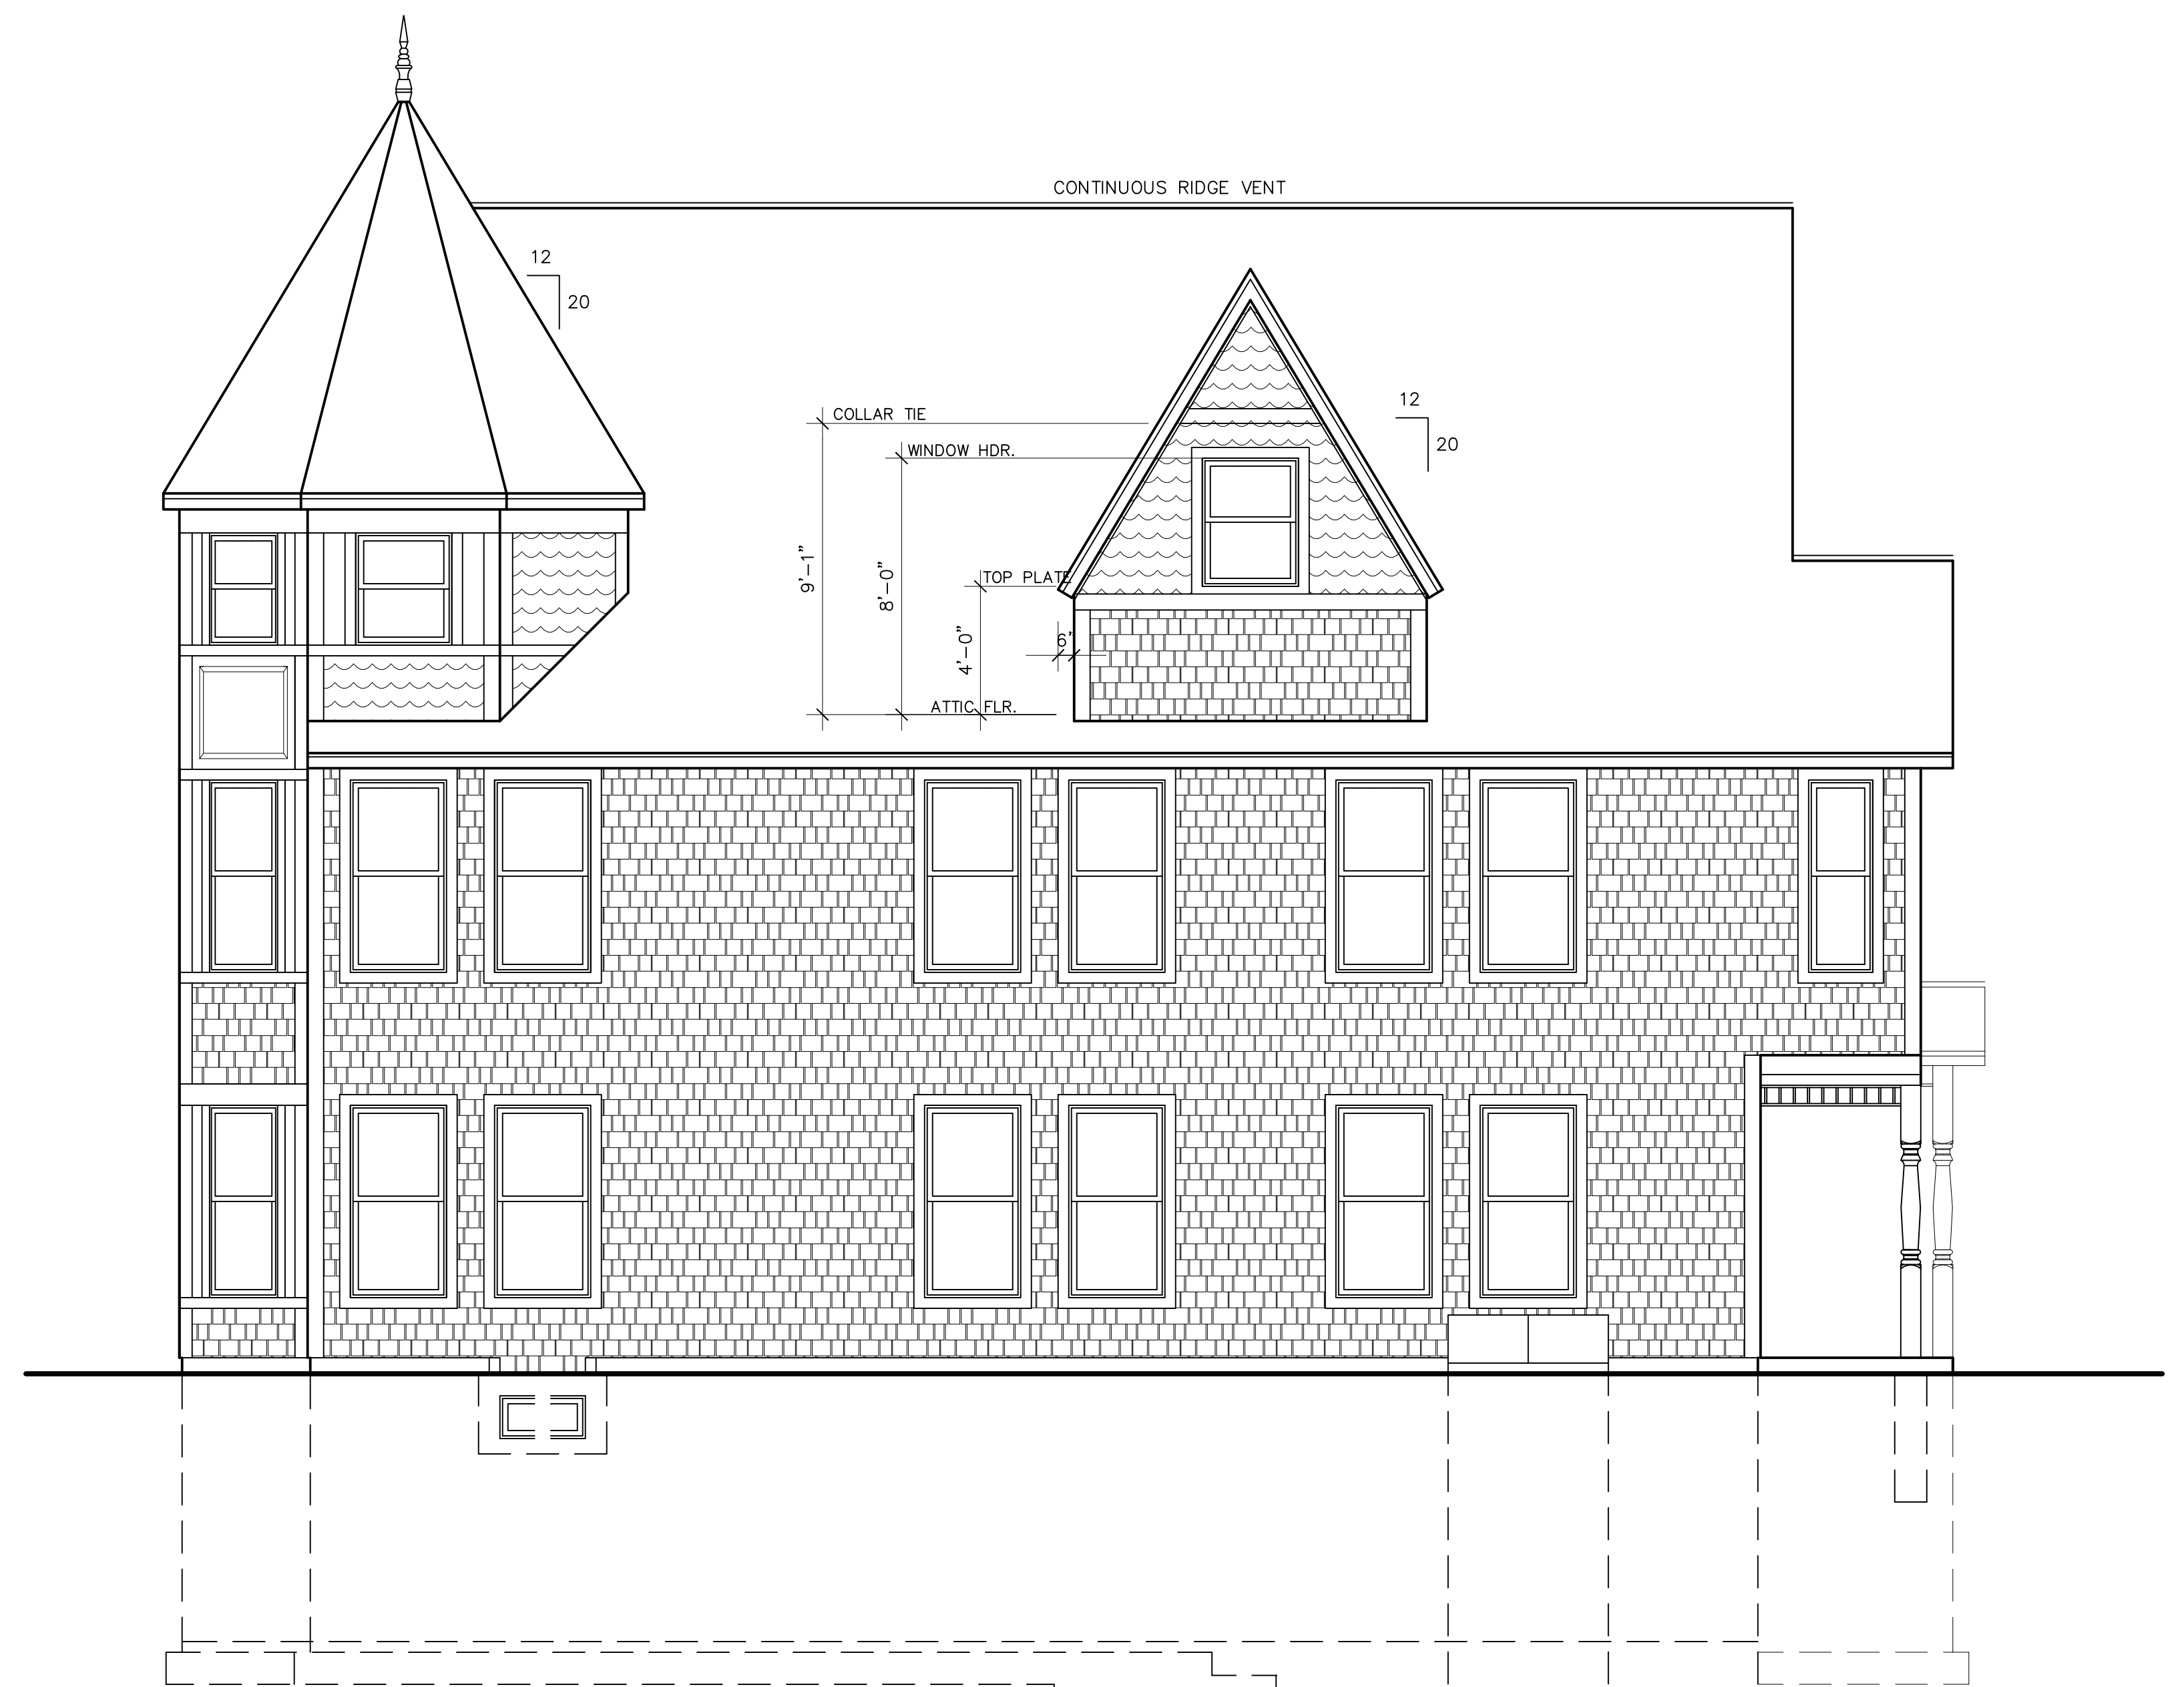 CONTINUOUS RIDGE VENT
12
20
12
20
COLLAR TIE
WINDOW HDR.
9'-1"
8'-0"
TOP PLATE
4'-0"
6"
ATTIC FLR.